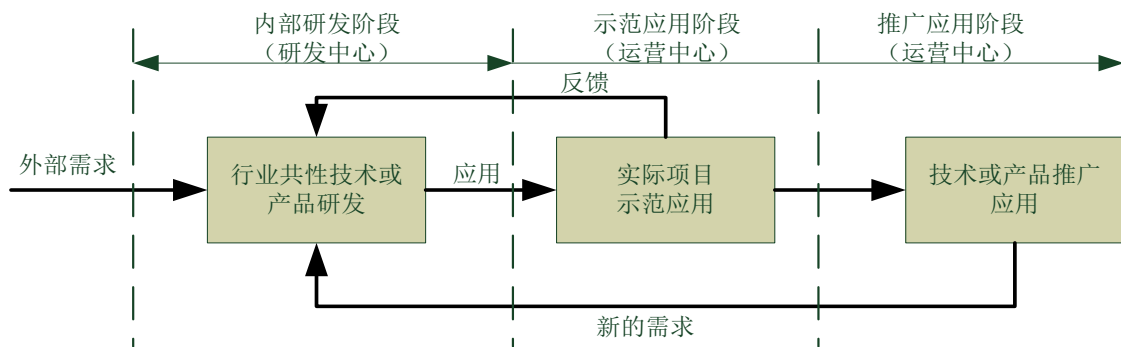 内部研发阶段
（研发中心）
示范应用阶段
（运营中心）
推广应用阶段
（运营中心）
反馈
外部需求
行业共性技术或
产品研发
应用
实际项目
示范应用
技术或产品推广
应用
新的需求